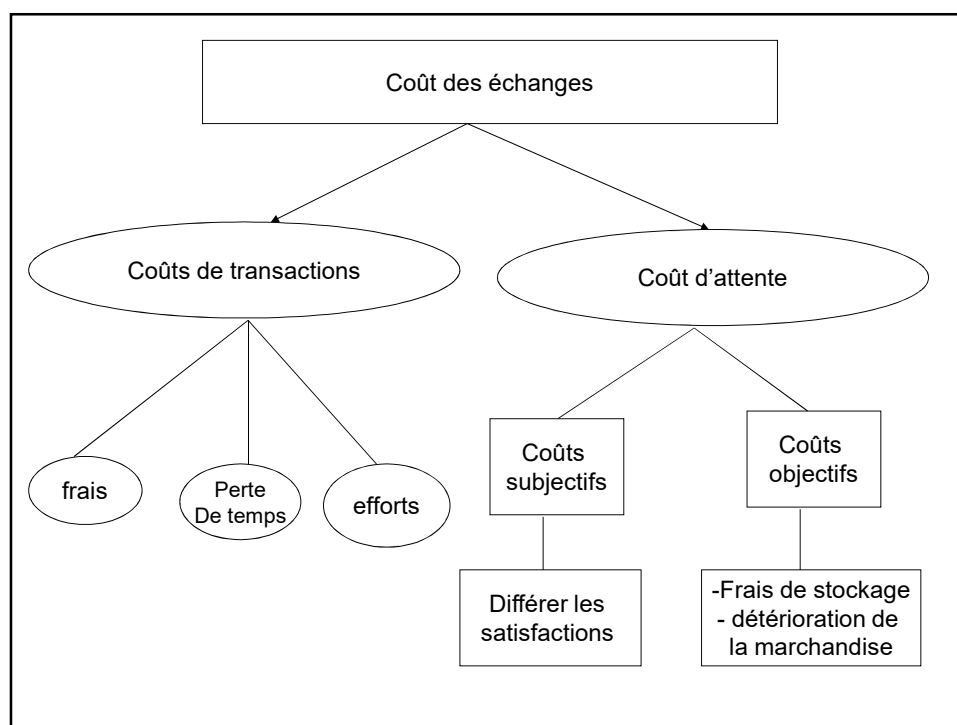 Coût des échanges
Coûts de transactions
Coût d'attente
frais
Perte
De temps
efforts
Coûts
subjectifs
Coûts
objectifs
Différer les
satisfactions
-Frais de stockage
- détérioration de
la marchandise